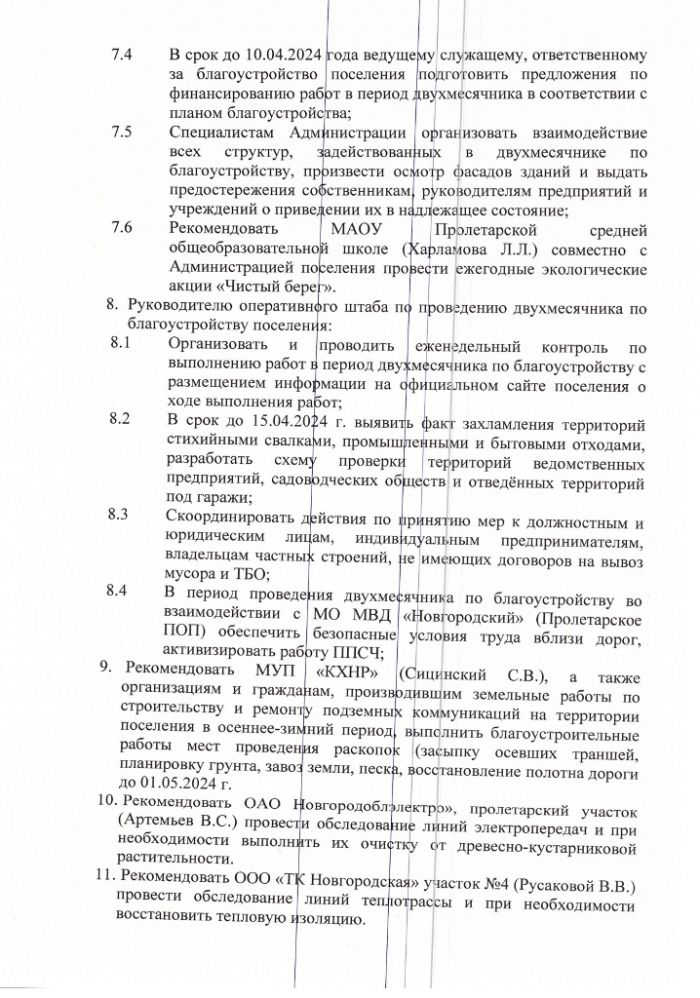 7.4 В срок до 10.04.2024 года ведущему служащему, ответственному
за благоустройство поселения подготовить предложения по
финансированию работ в период двухмесячника в соответствии с
планом благоустройства;
7.5 Специалистам Администрации организовать взаимодействие
всех структур, задействованных в двухмесячнике по
благоустройству, произвести осмотр фасадов зданий и выдать
предостережения собственникам, руководителям предприятий и
учреждений о приведении их в надлежащее состояние;
7.6 Рекомендовать МАОУ Пролетарской средней
общеобразовательной школе (Харламова Л.Л.) совместно с
Администрацией поселения провести ежегодные экологические
акции «Чистый берег».
8. Руководителю оперативного штаба по проведению двухмесячника по
благоустройству поселения:
8.1 Организовать и проводить еженедельный контроль по
выполнению работ в период двухмесячника по благоустройству с
размещением информации на официальном сайте поселения о
ходе выполнения работ;
8.2 В срок до 15.04.2024 г. выявить факт захламления территорий
стихийными свалками, промышленными и бытовыми отходами,
разработать схему проверки территорий ведомственных
предприятий, садоводческих обществ и отведённых территорий
под гаражи;
8.3 Скоординировать действия по принятию мер к должностным и
юридическим лицам, индивидуальным предпринимателям,
владельцам частных строений, не имеющих договоров на вывоз
мусора и ТБО;
8.4 В период проведения двухмесячника по благоустройству во
взаимодействии с МО МВД «Новгородский» (Пролетарское
ПОП) обеспечить безопасные условия труда вблизи дорог,
активизировать работу ППСЧ;
9. Рекомендовать МУП «КХНР» (Сицинский С.В.), а также
организациям и гражданам, производившим земельные работы по
строительству и ремонту подземных коммуникаций на территории
поселения в осеннее-зимний период, выполнить благоустроительные
работы мест проведения раскопок (засыпку осевших траншей,
планировку грунта, завоз земли, песка, восстановление полотна дороги
до 01.05.2024 г.
10. Рекомендовать ОАО Новгородоблэлектро», пролетарский участок
(Артемьев В.С.) провести обследование линий электропередач и при
необходимости выполнить их очистку от древесно-кустарниковой
растительности.
11. Рекомендовать ООО «ТК Новгородская» участок №4 (Русаковой В.В.)
провести обследование линий теплотрассы и при необходимости
восстановить тепловую изоляцию.